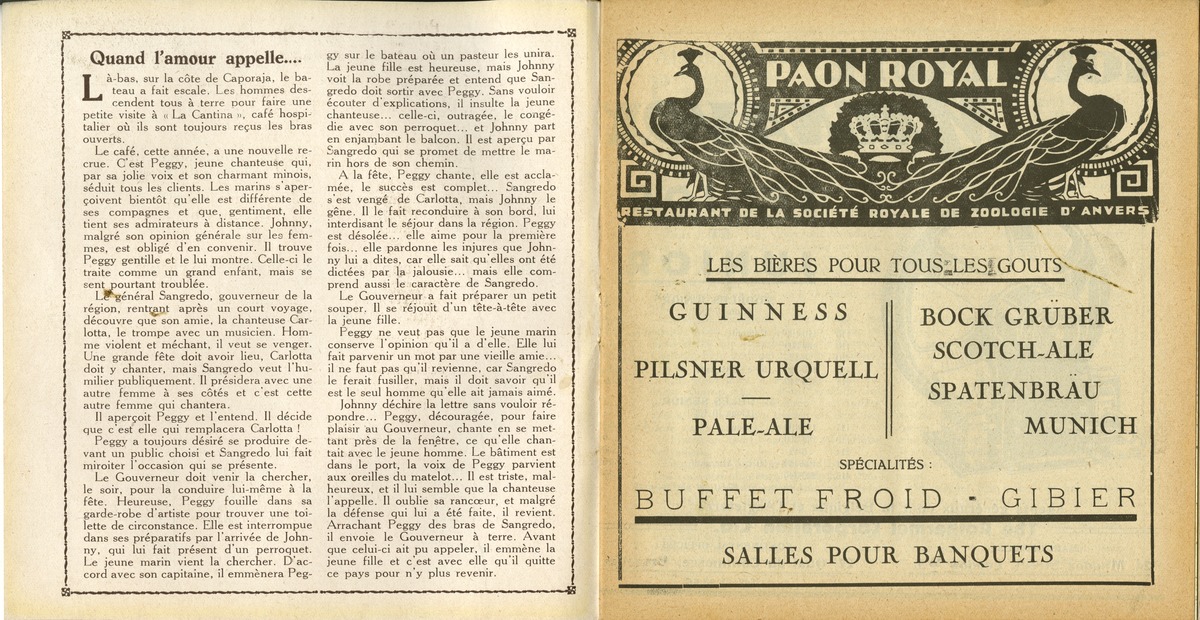 Quand l'amour appelle....
Là-bas, sur la côte de Caporaja, le ba-
teau a fait escale. Les hommes des-
cendent tous à terre pour faire une
petite visite à « La Cantina », café hospi-
talier où ils sont toujours reçus les bras
ouverts.
Le café, cette année, a une nouvelle re-
crue. C'est Peggy, jeune chanteuse qui,
par sa jolie voix et son charmant minois,
séduit tous les clients. Les marins s'aper-
çoivent bientôt qu'elle est différente de
ses compagnes et que, gentiment, elle
tient ses admirateurs à distance. Johnny,
malgré son opinion générale sur les fem-
mes, est obligé d'en convenir. Il trouve
Peggy gentille et le lui montre. Celle-ci le
traite comme un grand enfant, mais se
sent pourtant troublée.
Le général Sangredo, gouverneur de la
région, rentrant après un court voyage,
découvre que son amie, la chanteuse Car-
lotta, le trompe avec un musicien. Hom-
me violent et méchant, il veut se venger.
Une grande fête doit avoir lieu, Carlotta
doit y chanter, mais Sangredo veut l'hu-
milier publiquement. Il présidera avec une
autre femme à ses côtés et c'est cette
autre femme qui chantera.
Il aperçoit Peggy et l'entend. Il décide
que c'est elle qui remplacera Carlotta !
Peggy a toujours désiré se produire de-
vant un public choisi et Sangredo lui fait
miroiter l'occasion qui se présente.
Le Gouverneur doit venir la chercher,
le soir, pour la conduire lui-même à la
fête. Heureuse, Peggy fouille dans sa
garde-robe d'artiste pour trouver une toi-
lette de circonstance. Elle est interrompue
dans ses préparatifs par l'arrivée de John-
ny, qui lui fait présent d'un perroquet.
Le jeune marin vient la chercher. D'ac-
cord avec son capitaine, il emmènera Peg-
gy sur le bateau où un pasteur les unira.
La jeune fille est heureuse, mais Johnny
voit la robe préparée et entend que San-
gredo doit sortir avec Peggy. Sans vouloir
écouter d'explications, il insulte la jeune
chanteuse... celle-ci, outragée, le congé-
die avec son perroquet... et Johnny part
en enjambant le balcon. Il est aperçu par
Sangredo qui se promet de mettre le ma-
rin hors de son chemin.
A la fête, Peggy chante, elle est accla-
mée, le succès est complet... Sangredo
s'est vengé de Carlotta, mais Johnny le
gêne. Il le fait reconduire à son bord, lui
interdisant le séjour dans la région. Peggy
est désolée... elle aime pour la première
fois... elle pardonne les injures que John-
ny lui a dites, car elle sait qu'elles ont été
dictées par la jalousie... mais elle com-
prend aussi le caractère de Sangredo.
Le Gouverneur a fait préparer un petit
souper. Il se réjouit d'un tête-à-tête avec
la jeune fille.
Peggy ne veut pas que le jeune marin
conserve l'opinion qu'il a d'elle. Elle lui
fait parvenir un mot par une vieille amie...
il ne faut pas qu'il revienne, car Sangredo
le ferait fusiller, mais il doit savoir qu'il
est le seul homme qu'elle ait jamais aimé.
Johnny déchire la lettre sans vouloir ré-
pondre... Peggy, découragée, pour faire
plaisir au Gouverneur, chante en se met-
tant près de la fenêtre, ce qu'elle chan-
tait avec le jeune homme. Le bâtiment est
dans le port, la voix de Peggy parvient
aux oreilles du matelot... Il est triste, mal-
heureux, et il lui semble que la chanteuse
l'appelle. Il oublie sa rancœur, et malgré
la défense qui lui a été faite, il revient.
Arrachant Peggy des bras de Sangredo,
il envoie le Gouverneur à terre. Avant
que celui-ci ait pu appeler, il emmène la
jeune fille et c'est avec elle qu'il quitte
ce pays pour n'y plus revenir.
PAON ROYAL
RESTAURANT DE LA SOCIÉTÉ ROYALE DE ZOOLOGIE D'ANVERS
LES BIÈRES POUR TOUS LES GOUTS
GUINNESS
PILSNER URQUELL
PALE-ALE
BOCK GRÜBER
SCOTCH-ALE
SPATENBRÄU
MUNICH
SPÉCIALITÉS :
BUFFET FROID - GIBIER
SALLES POUR BANQUETS